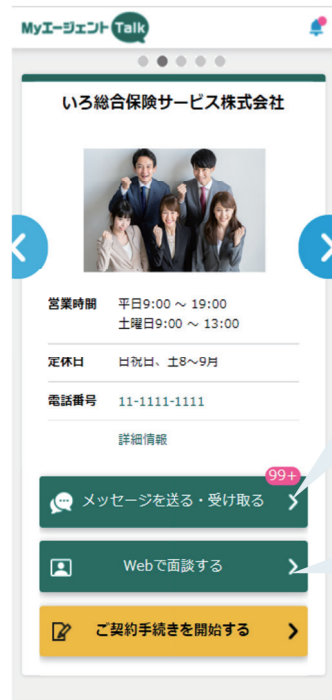 Myエージェント Talk
いろ総合保険サービス株式会社
営業時間 平日9:00 ～ 19:00
土曜日9:00 ～ 13:00
定休日 日祝日、土8～9月
電話番号 11-1111-1111
詳細情報
99+
メッセージを送る・受け取る
Webで面談する
ご契約手続きを開始する